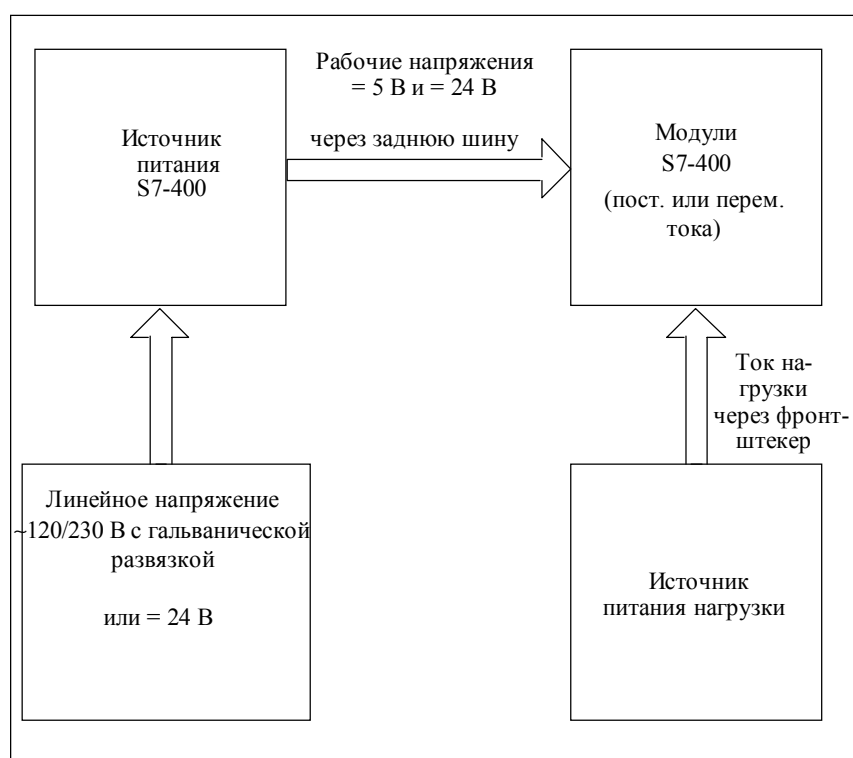 Источник
питания
S7-400
Рабочие напряжения
= 5 В и = 24 В
через заднюю шину
Модули
S7-400
(пост. или перем.
тока)
Ток на-
грузки
через фронт-
штекер
Линейное напряжение
~120/230 В с гальванической
развязкой
или = 24 В
Источник
питания нагрузки